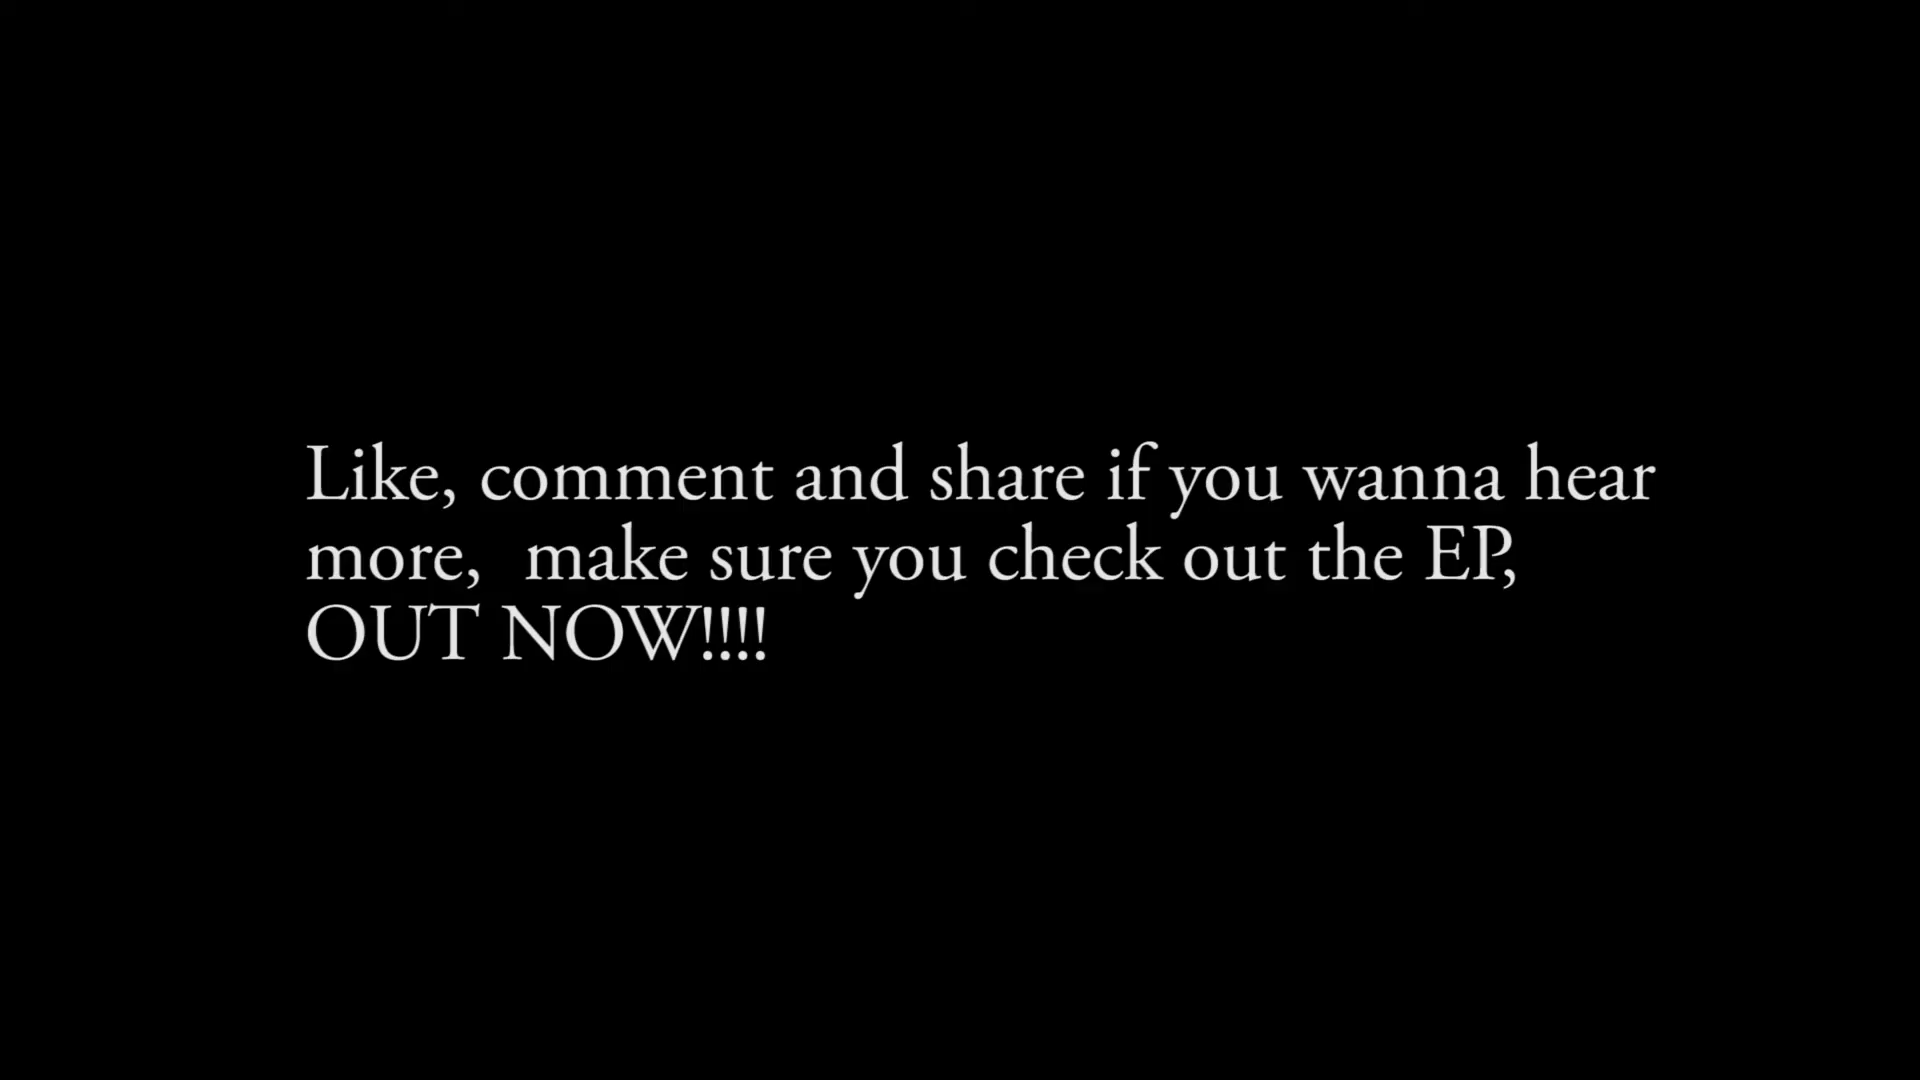 Like, comment and share if you wanna hear
more,  make sure you check out the EP,
OUT NOW!!!!